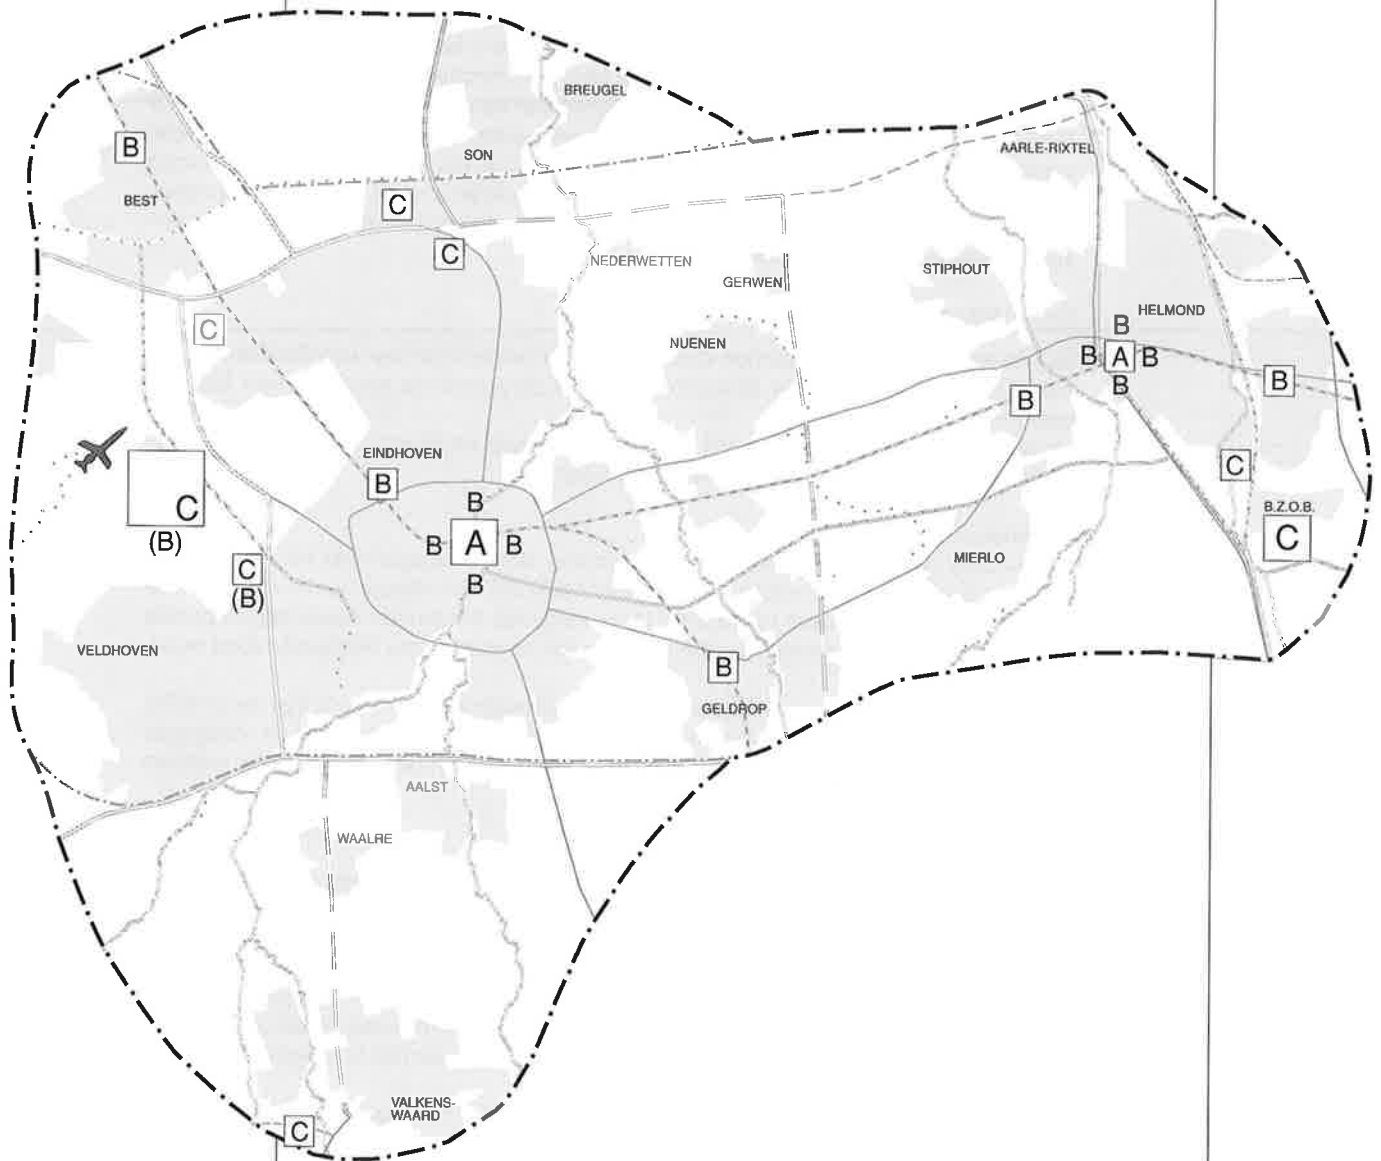 BREUGEL
B
AARLE-RIXTEL
SON
BEST
C
C
NEDERWETTEN
STIPHOUT
GERWEN
HELMOND
C
B
NUENEN
B A B
B
B
B
EINDHOVEN
C
B
C
B
B.Z.O.B.
(B)
B A B
C
MIERLO
C
B
(B)
VELDHOVEN
B
GELDROP
AALST
WAALRE
VALKENS-
WAARD
C